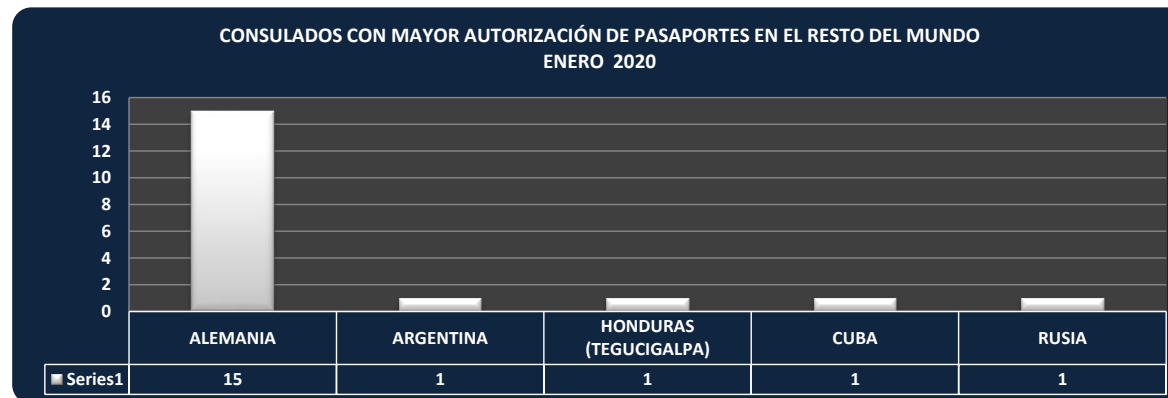 CONSULADOS CON MAYOR AUTORIZACIÓN DE PASAPORTES EN EL RESTO DEL MUNDO
ENERO 2020
16
14
12
10
8
6
4
2
0
ALEMANIA ARGENTINA HONDURAS (TEGUCIGALPA) CUBA RUSIA
Series1 15 1 1 1 1